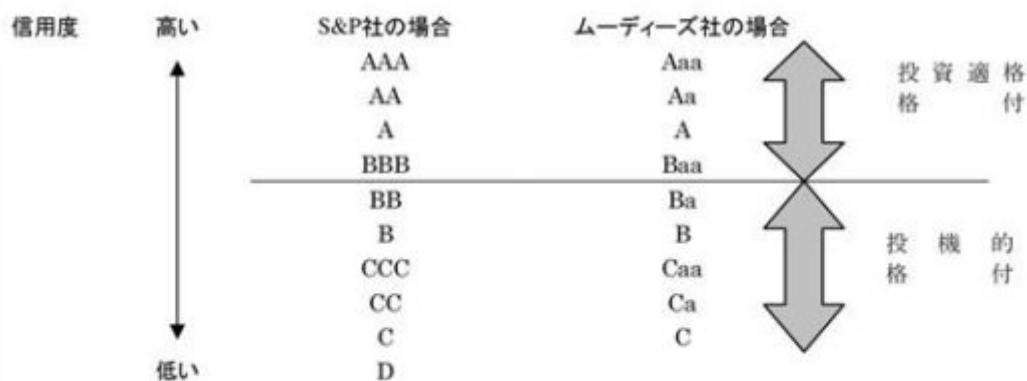 信用度 高い S&P社の場合 ムーディーズ社の場合
AAA Aaa
AA Aa
A A
BBB Baa
投資適格
格付
BB Ba
B B
CCC Caa
CC Ca
C C
投機的
格付
低い D